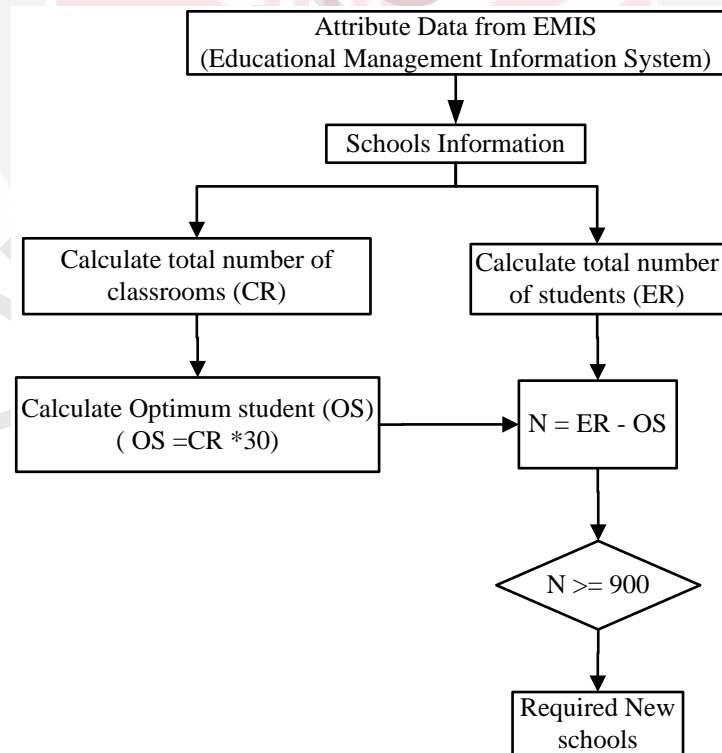 Attribute Data from EMIS
(Educational Management Information System)
Schools Information
Calculate total number of
classrooms (CR)
Calculate total number
of students (ER)
Calculate Optimum student (OS)
( OS =CR *30)
N = ER - OS
N >= 900
Required New
schools